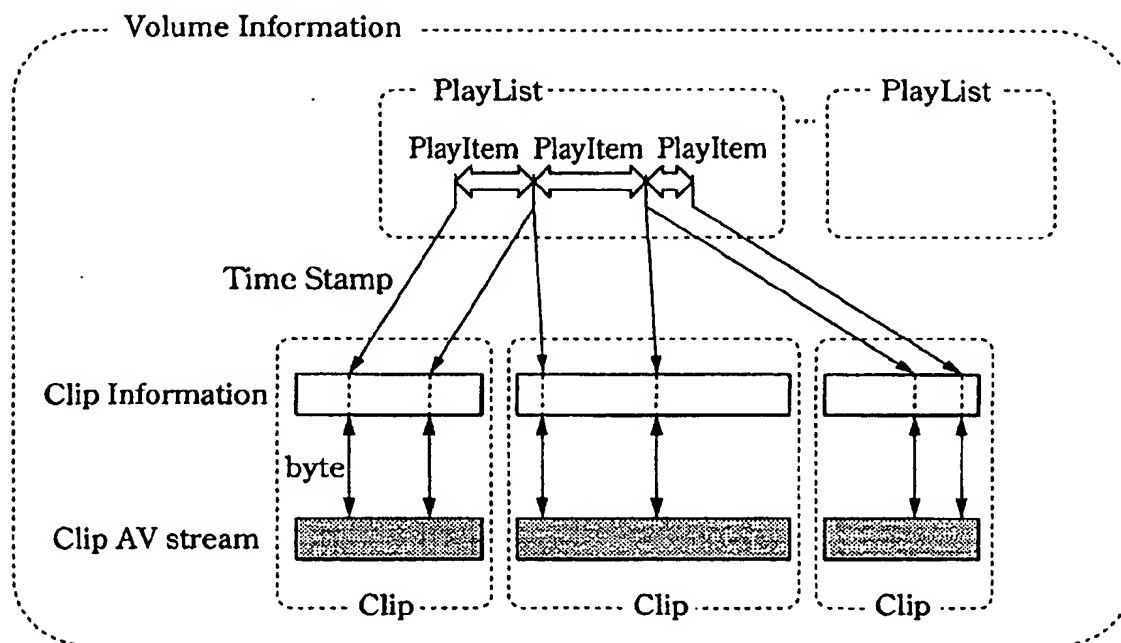 Volume Information
PlayList
...
PlayList
PlayItem PlayItem PlayItem
Time Stamp
Clip Information
byte
Clip AV stream
Clip
Clip
Clip